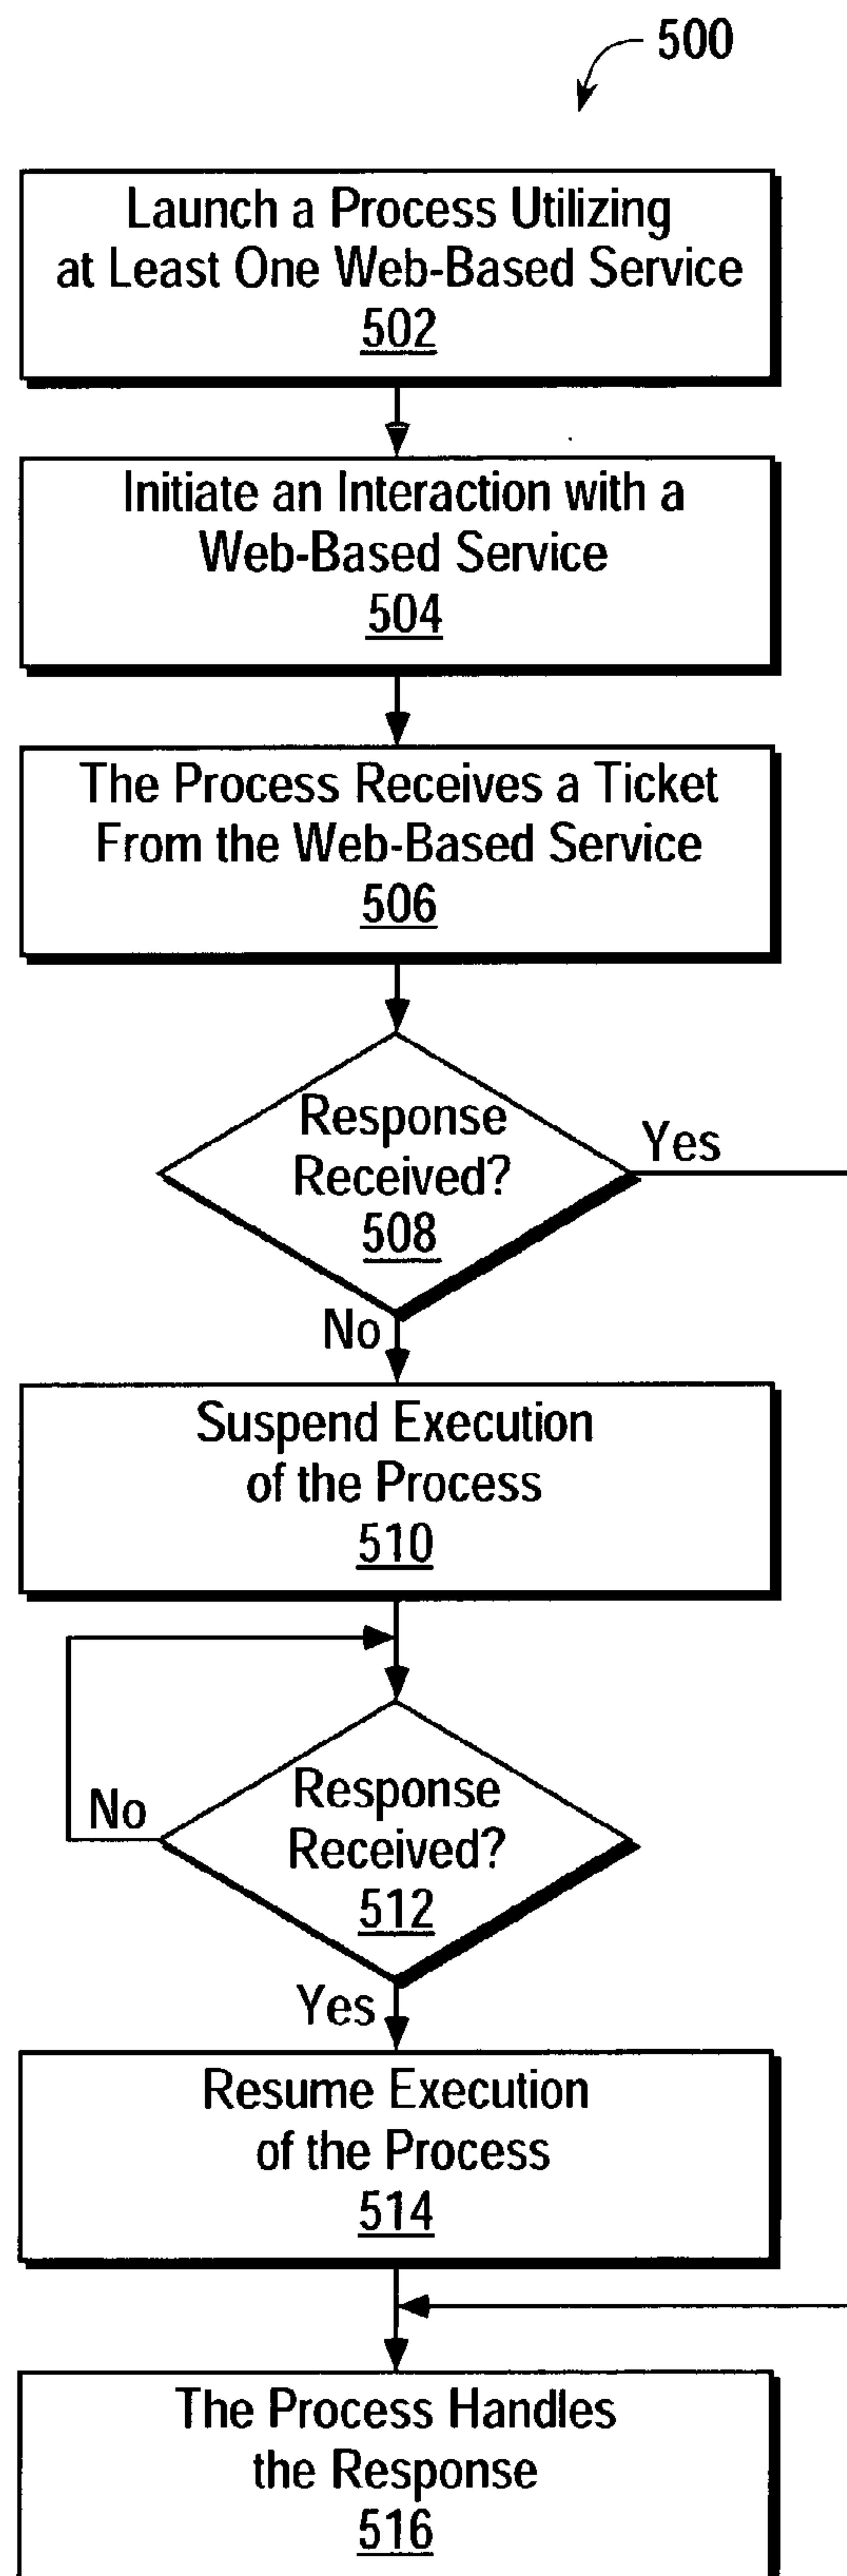 500
Launch a Process Utilizing
at Least One Web-Based Service
502
Initiate an Interaction with a
Web-Based Service
504
The Process Receives a Ticket
From the Web-Based Service
506
Response
Received?
508
Yes
No
Suspend Execution
of the Process
510
Response
Received?
512
No
Yes
Resume Execution
of the Process
514
The Process Handles
the Response
516